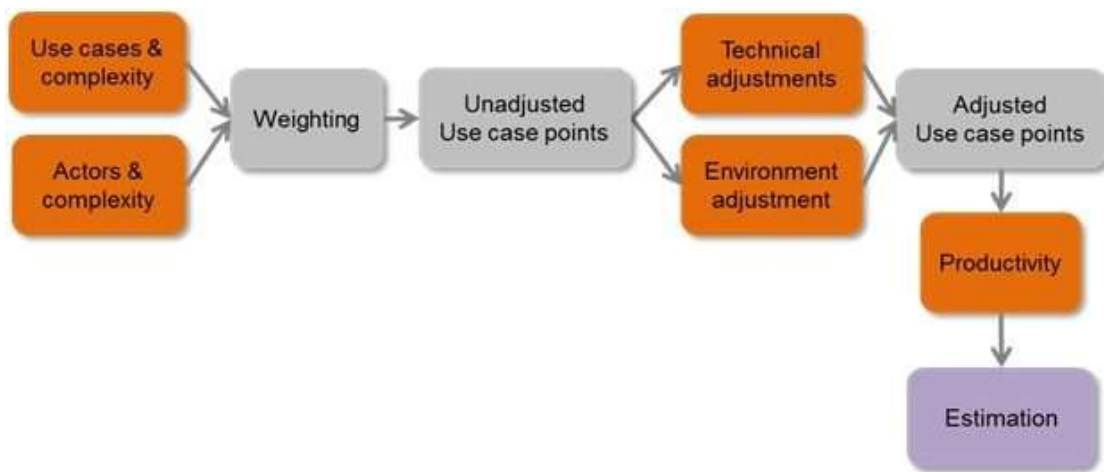 Use cases &
complexity
Actors &
complexity
Weighting
Unadjusted
Use case points
Technical
adjustments
Environment
adjustment
Adjusted
Use case points
Productivity
Estimation